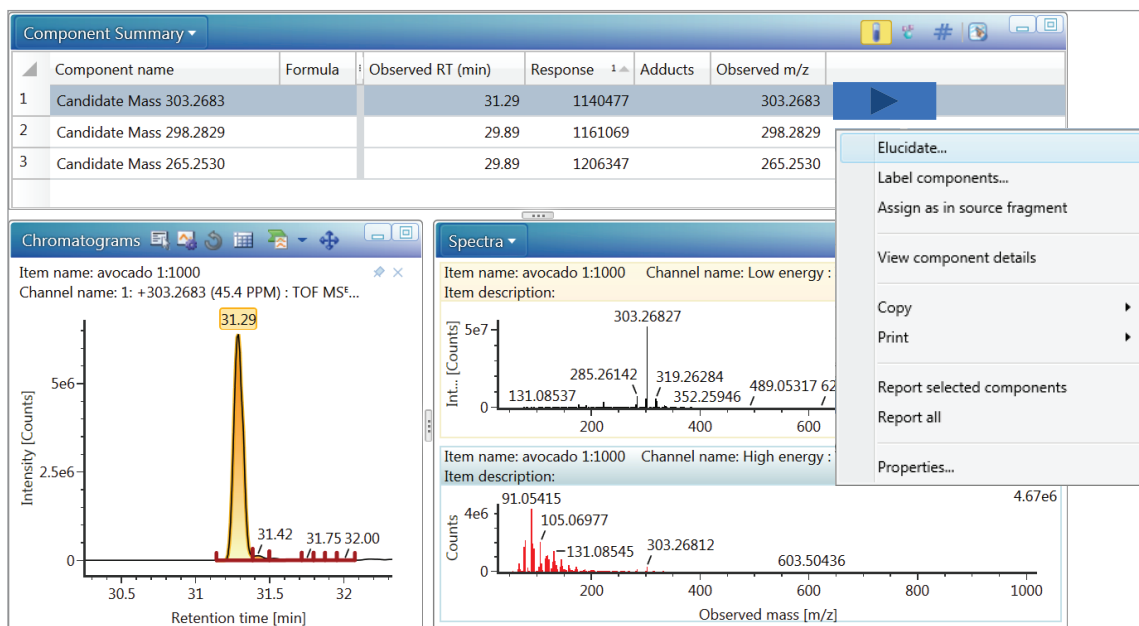 Component Summary
Component name Formula Observed RT (min) Response 1 Adducts Observed m/z
1 Candidate Mass 303.2683 31.29 1140477 303.2683
2 Candidate Mass 298.2829 29.89 1161069 298.2829
3 Candidate Mass 265.2530 29.89 1206347 265.2530
Elucidate...
Label components...
Assign as in source fragment
View component details
Copy
Print
Report selected components
Report all
Properties...
Chromatograms
Item name: avocado 1:1000
Channel name: 1: +303.2683 (45.4 PPM) : TOF MSᴱ...
31.29
5e6
2.5e6
0
31.42
31.75 32.00
30.5 31 31.5 32
Intensity [Counts]
Retention time [min]
Spectra
Item name: avocado 1:1000 Channel name: Low energy :
Item description:
303.26827
5e7
285.26142
319.26284
489.05317 62
131.08537
352.25946
0
200 400 600
Int... [Counts]
Item name: avocado 1:1000 Channel name: High energy :
Item description:
4.67e6
91.05415
4e6
105.06977
131.08545
303.26812
603.50436
0
200 400 600 800 1000
Counts
Observed mass [m/z]